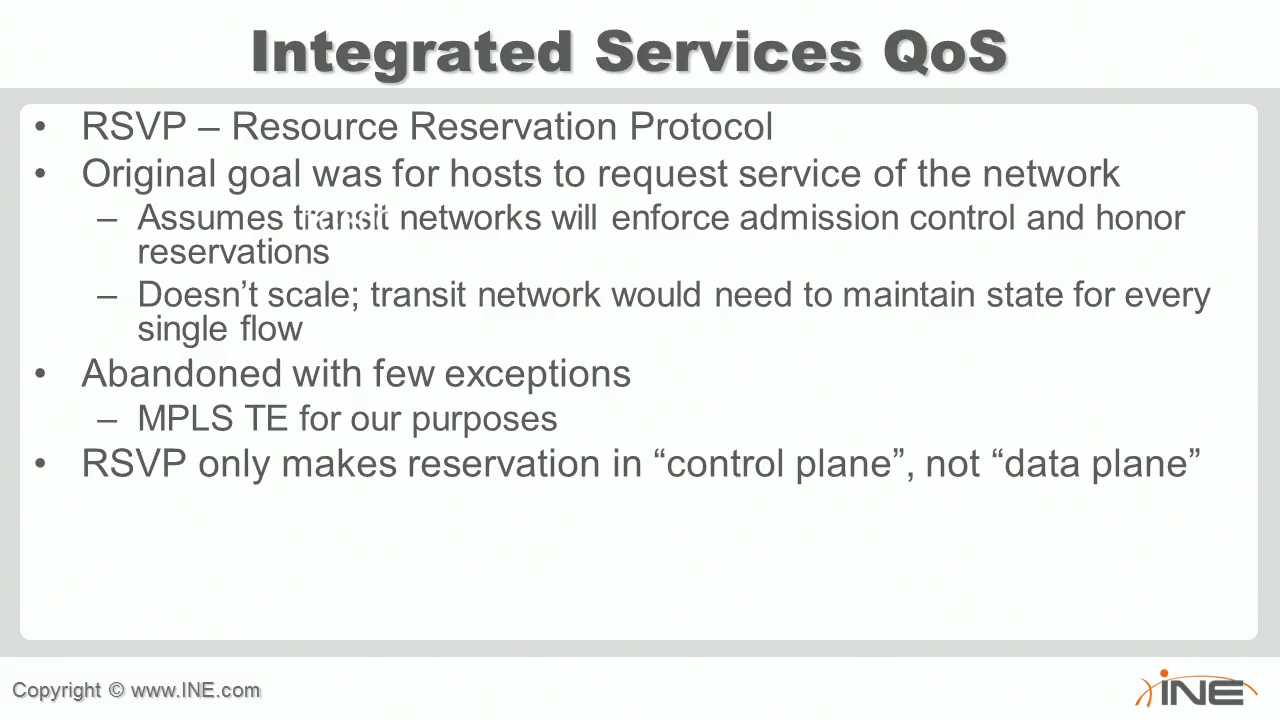 Integrated Services QoS
• RSVP – Resource Reservation Protocol
• Original goal was for hosts to request service of the network
– Assumes transit networks will enforce admission control and honor
reservations
– Doesn’t scale; transit network would need to maintain state for every
single flow
• Abandoned with few exceptions
– MPLS TE for our purposes
• RSVP only makes reservation in “control plane”, not “data plane”
Copyright © www.INE.com
INE